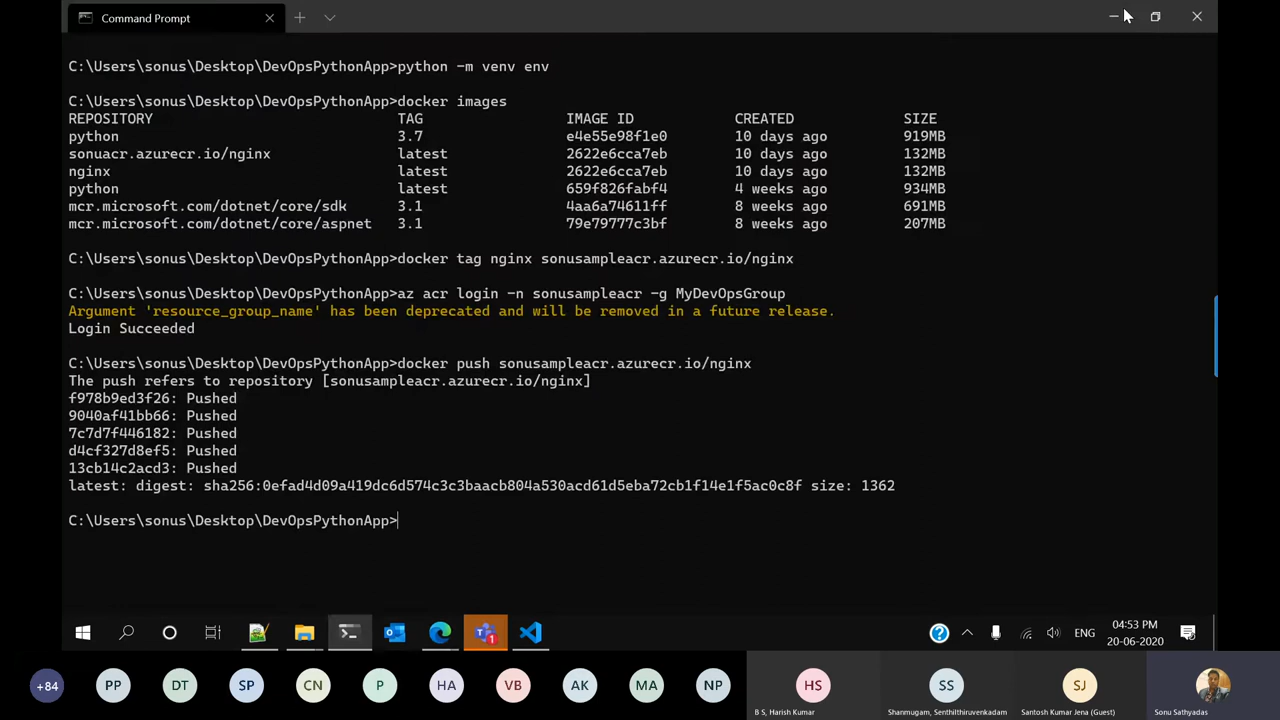 Command Prompt
C:\Users\sonus\Desktop\DevOpsPythonApp>python -m venv env
C:\Users\sonus\Desktop\DevOpsPythonApp>docker images
REPOSITORY TAG IMAGE ID CREATED SIZE
python 3.7 e4e55e98f1e0 10 days ago 919MB
sonuacr.azurecr.io/nginx latest 2622e6cca7eb 10 days ago 132MB
nginx latest 2622e6cca7eb 10 days ago 132MB
python latest 659f826fabf4 4 weeks ago 934MB
mcr.microsoft.com/dotnet/core/sdk 3.1 4aa6a74611ff 8 weeks ago 691MB
mcr.microsoft.com/dotnet/core/aspnet 3.1 79e79777c3bf 8 weeks ago 207MB
C:\Users\sonus\Desktop\DevOpsPythonApp>docker tag nginx sonusampleacr.azurecr.io/nginx
C:\Users\sonus\Desktop\DevOpsPythonApp>az acr login -n sonusampleacr -g MyDevOpsGroup
Argument 'resource_group_name' has been deprecated and will be removed in a future release.
Login Succeeded
C:\Users\sonus\Desktop\DevOpsPythonApp>docker push sonusampleacr.azurecr.io/nginx
The push refers to repository [sonusampleacr.azurecr.io/nginx]
f978b9ed3f26: Pushed
9040af41bb66: Pushed
7c7d7f446182: Pushed
d4cf327d8ef5: Pushed
13cb14c2acd3: Pushed
latest: digest: sha256:0efad4d09a419dc6d574c3c3baacb804a530acd61d5eba72cb1f14e1f5ac0c8f size: 1362
C:\Users\sonus\Desktop\DevOpsPythonApp>
1
ENG
04:53 PM
20-06-2020
+84 PP DT SP CN P HA VB AK MA NP HS SS SJ
B S, Harish Kumar
Shanmugam, Senthilthiruvenkadam
Santosh Kumar Jena (Guest)
Sonu Sathyadas